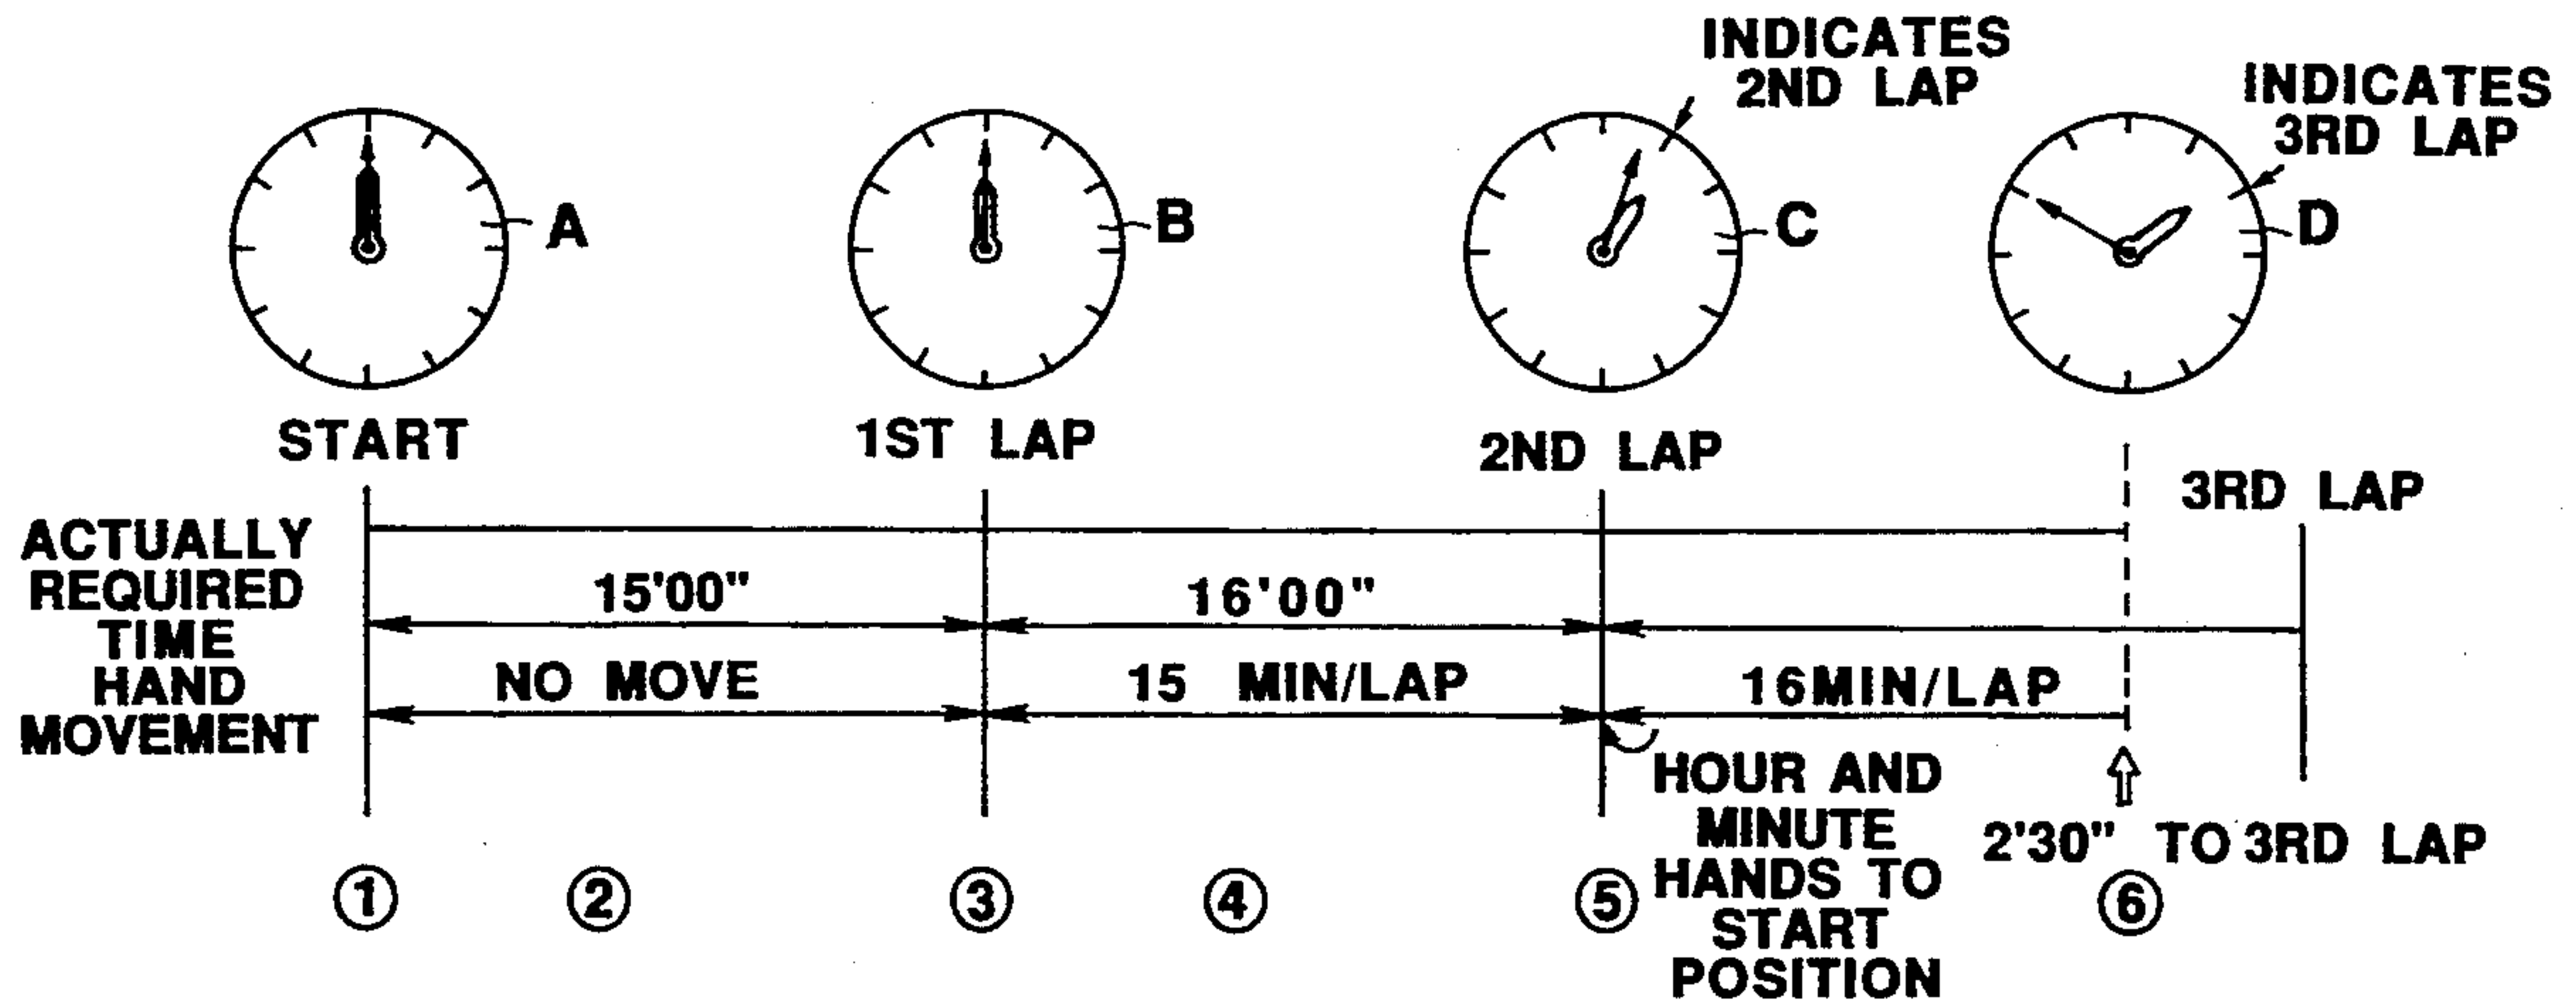 INDICATES
2ND LAP
INDICATES
3RD LAP
A
B
C
D
START
1ST LAP
2ND LAP
3RD LAP
ACTUALLY
REQUIRED
TIME
HAND
MOVEMENT
15'00"
16'00"
NO MOVE
15 MIN/LAP
16MIN/LAP
HOUR AND
MINUTE
HANDS TO
START
POSITION
2'30" TO 3RD LAP
①
②
③
④
⑤
⑥